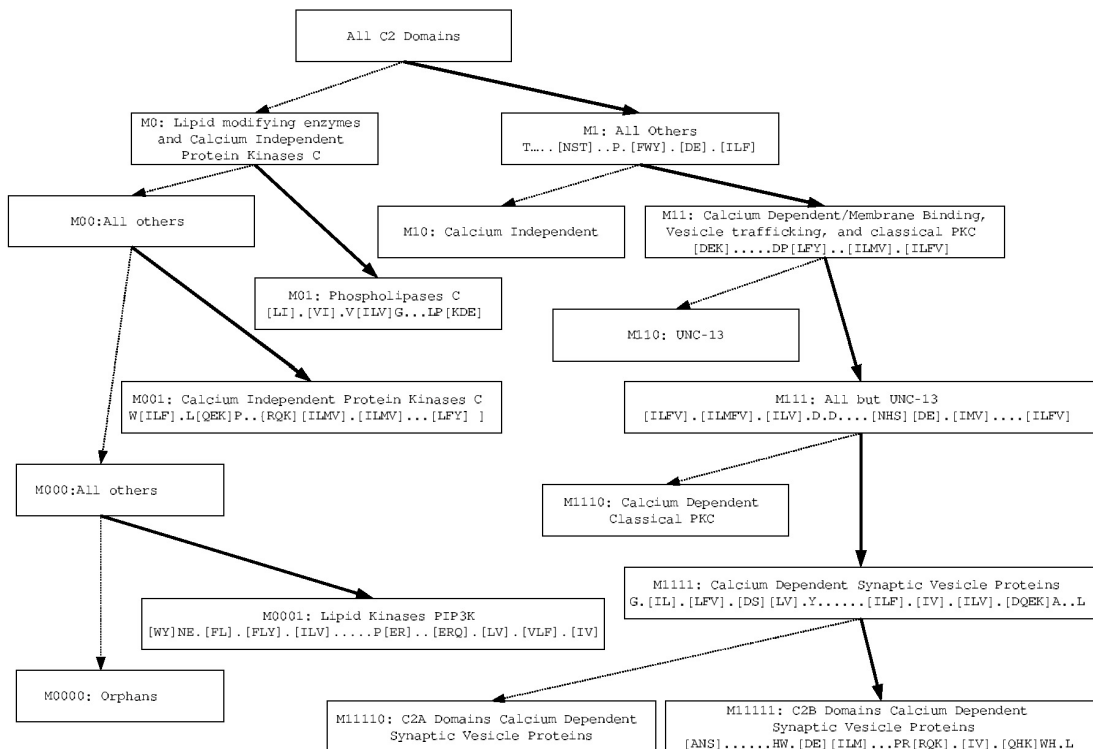 All C2 Domains
M0: Lipid modifying enzymes
and Calcium Independent
Protein Kinases C
M1: All Others
T….. [NST]..P.[FWY].[DE].[ILF]
M00:All others
M10: Calcium Independent
M11: Calcium Dependent/Membrane Binding,
Vesicle trafficking, and classical PKC
[DEK].....DP[LFY]..[ILMV].[ILFV]
M01: Phospholipases C
[LI].[VI].V[ILV]G...LP[KDE]
M110: UNC-13
M001: Calcium Independent Protein Kinases C
W[ILF].L[QEK]P..[RQK][ILMV].[ILMV]...[LFY] ]
M111: All but UNC-13
[ILFV].[ILMFV].[ILV].D.D....[NHS][DE].[IMV]....[ILFV]
M000:All others
M1110: Calcium Dependent
Classical PKC
M1111: Calcium Dependent Synaptic Vesicle Proteins
G.[IL].[LFV].[DS][LV].Y......[ILF].[IV].[ILV].[DQEK]A..L
M0001: Lipid Kinases PIP3K
[WY]NE.[FL].[FLY].[ILV].....P[ER]..[ERQ].[LV].[VLF].[IV]
M0000: Orphans
M11110: C2A Domains Calcium Dependent
Synaptic Vesicle Proteins
M11111: C2B Domains Calcium Dependent
Synaptic Vesicle Proteins
[ANS]......HW.[DE][ILM]...PR[RQK].[IV].[QHK]WH.L